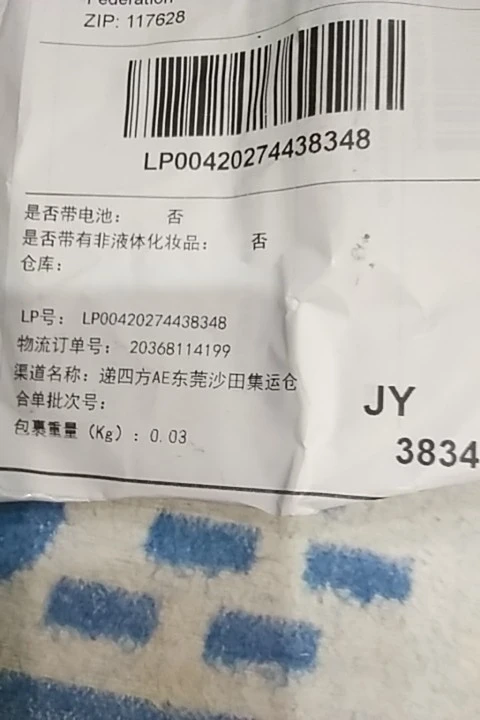 Federation
ZIP: 117628
LP00420274438348
是否带电池： 否
是否带有非液体化妆品： 否
仓库：
LP号： LP00420274438348
物流订单号： 20368114199
渠道名称：递四方AE东莞沙田集运仓
合单批次号：
包裹重量（Kg）：0.03
JY
3834